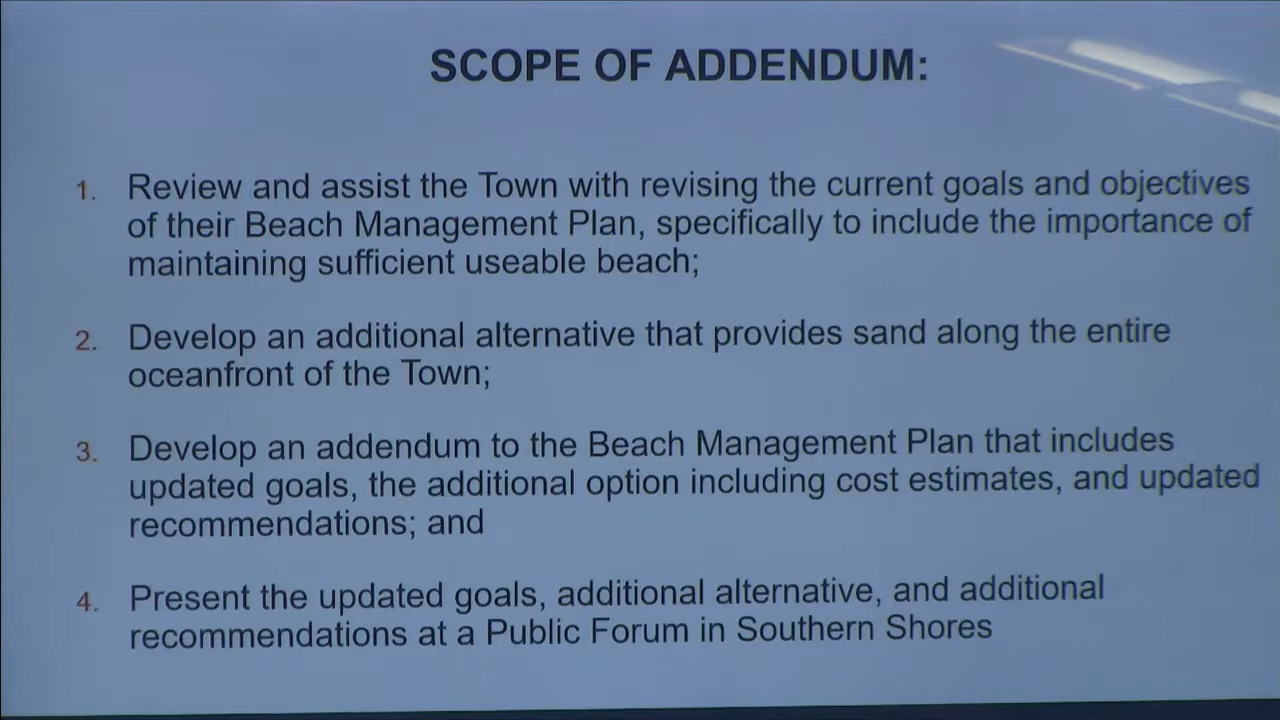 SCOPE OF ADDENDUM:
1. Review and assist the Town with revising the current goals and objectives
of their Beach Management Plan, specifically to include the importance of
maintaining sufficient useable beach;
2. Develop an additional alternative that provides sand along the entire
oceanfront of the Town;
3. Develop an addendum to the Beach Management Plan that includes
updated goals, the additional option including cost estimates, and updated
recommendations; and
4. Present the updated goals, additional alternative, and additional
recommendations at a Public Forum in Southern Shores